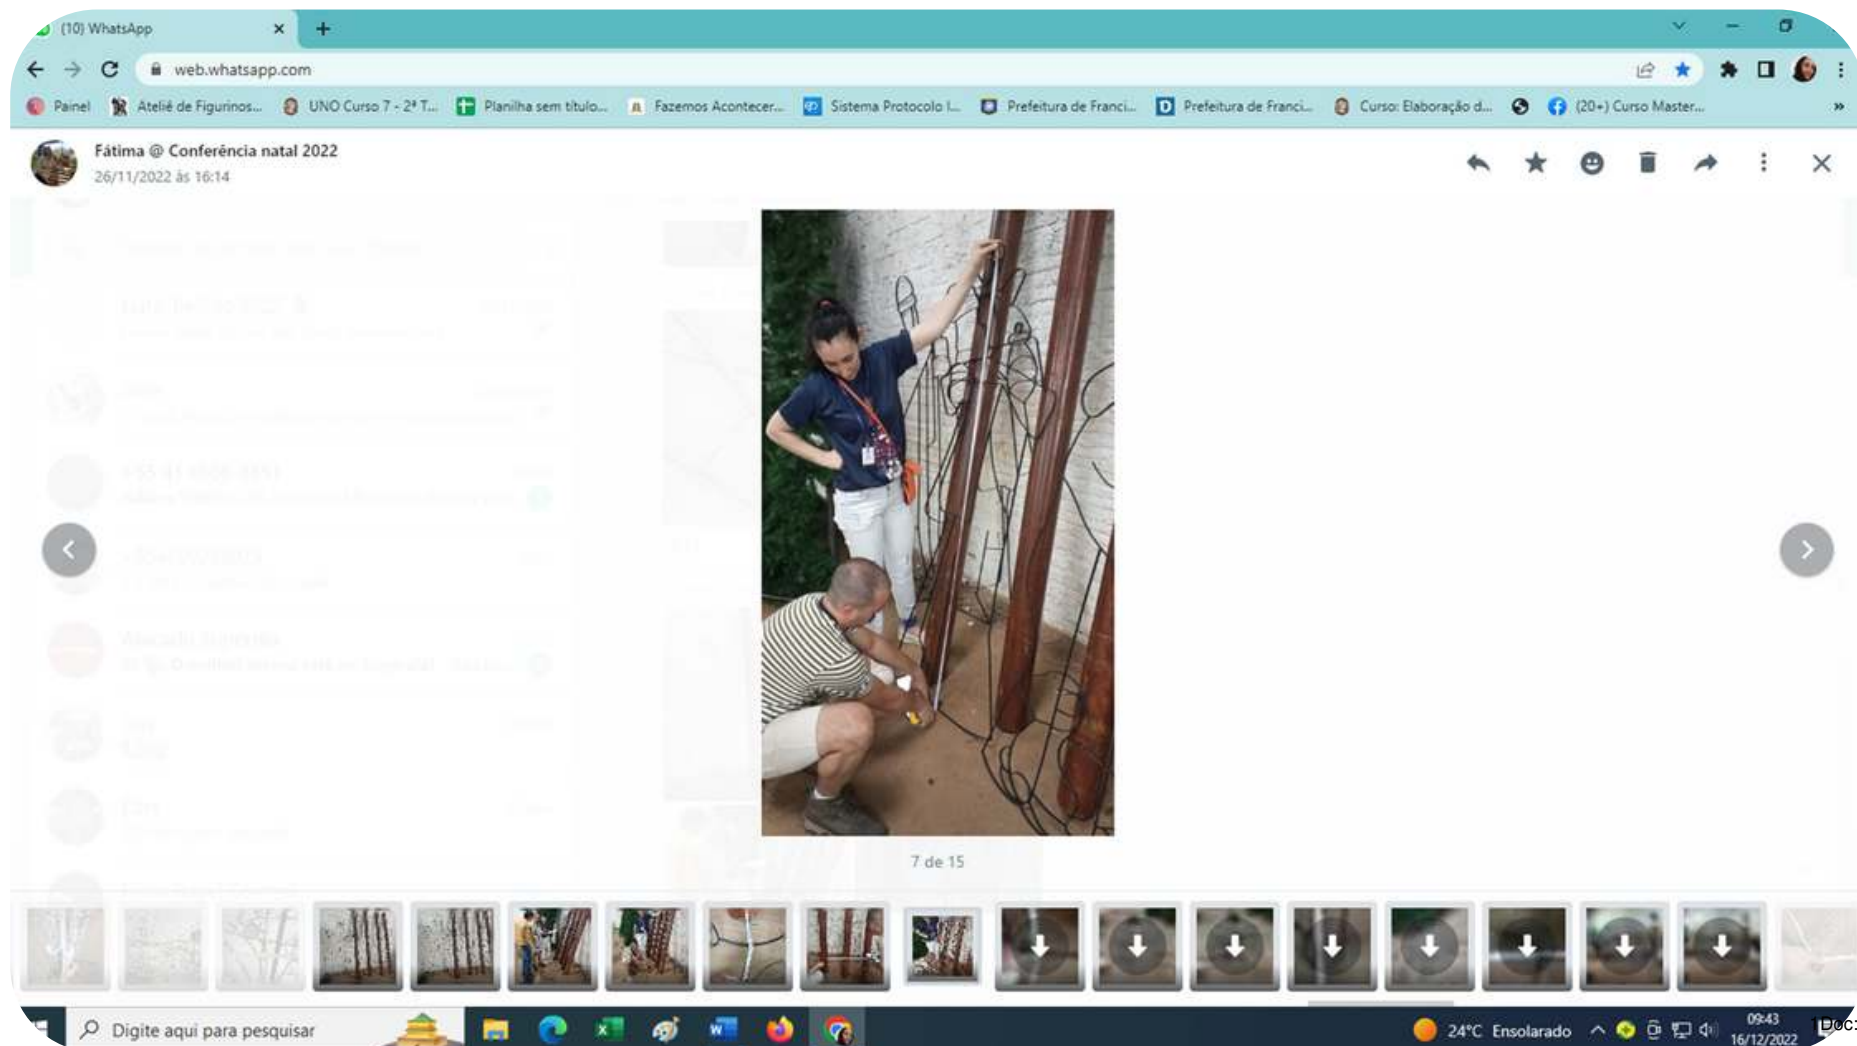 (10) WhatsApp
web.whatsapp.com
Painel
Ateliê de Figurinos...
UNO Curso 7 - 2ª T...
Planilha sem título...
Fazemos Acontecer...
Sistema Protocolo I...
Prefeitura de Franci...
Prefeitura de Franci...
Curso: Elaboração d...
(20+) Curso Master...
Fátima @ Conferência natal 2022
26/11/2022 às 16:14
7 de 15
Digite aqui para pesquisar
24°C Ensolarado
09:43
16/12/2022
1Doc: